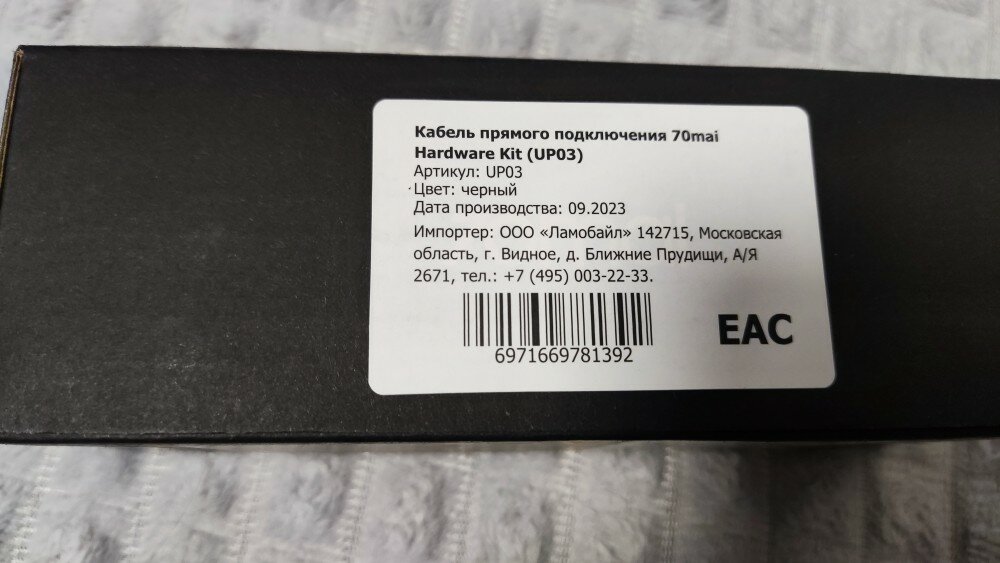 Кабель прямого подключения 70mai
Hardware Kit (UP03)
Артикул: UP03
Цвет: черный
Дата производства: 09.2023
Импортер: ООО «Ламобайл» 142715, Московская
область, г. Видное, д. Ближние Прудищи, А/Я
2671, тел.: +7 (495) 003-22-33.
6971669781392
EAC